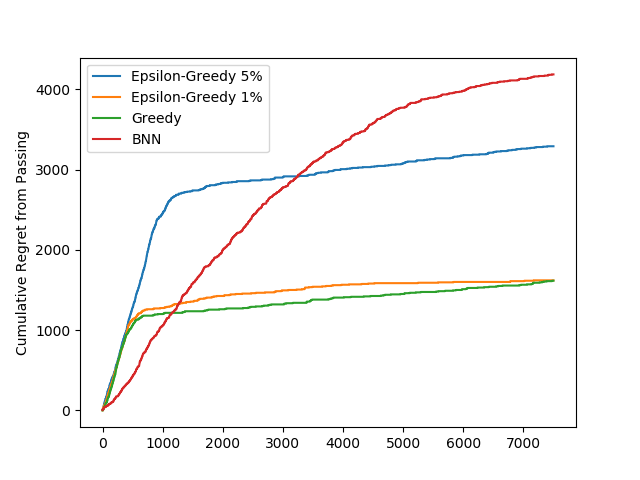 Epsilon-Greedy 5%
Epsilon-Greedy 1%
Greedy
BNN
Cumulative Regret from Passing
4000
3000
2000
1000
0
0 1000 2000 3000 4000 5000 6000 7000